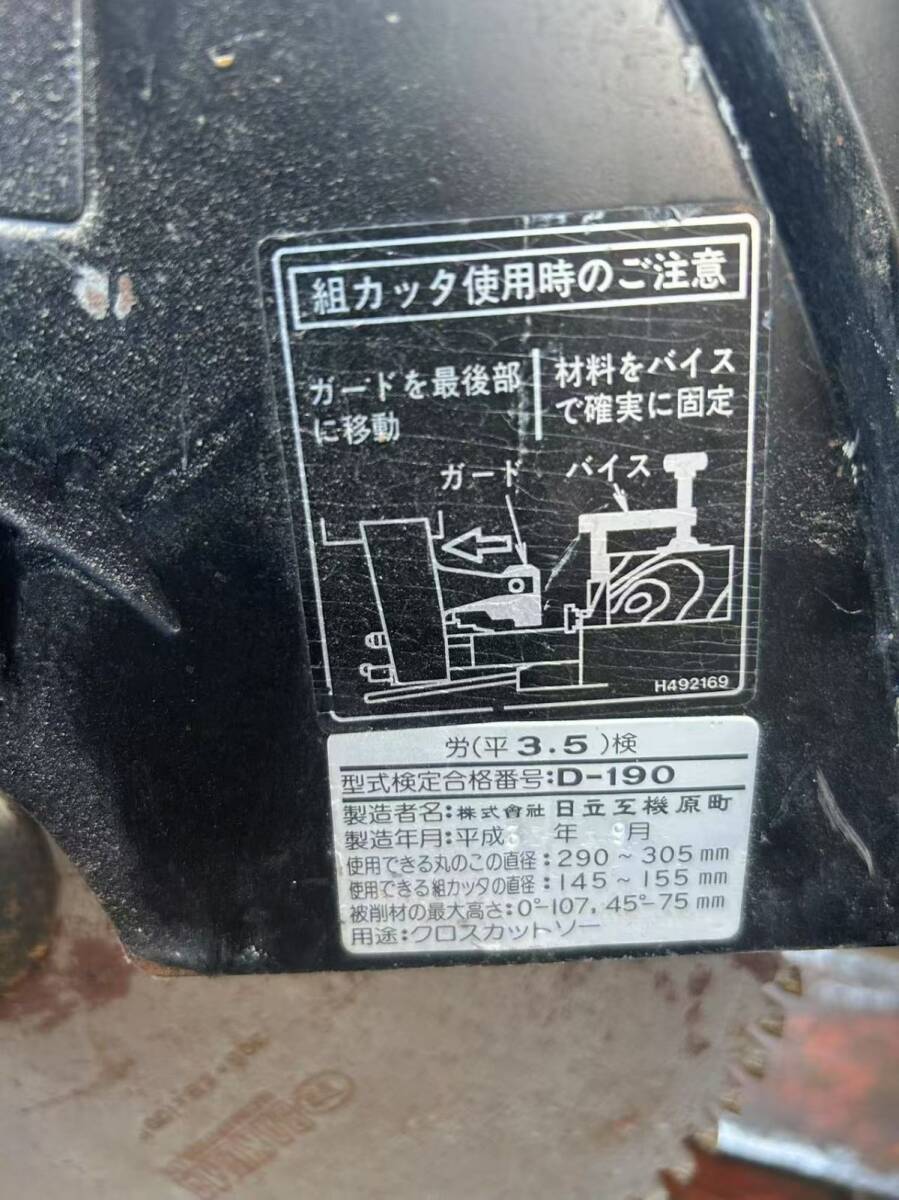 組カッタ使用時のご注意
ガードを最後部
に移動
材料をバイス
で確実に固定
ガード
バイス
H492169
労(平3.5)検
型式検定合格番号:D-190
製造者名:株式會社 日立工機原町
製造年月:平成 年 月
使用できる丸のこの直径:290~305mm
使用できる組カッタの直径:145~155mm
被削材の最大高さ:0°-107, 45°-75mm
用途:クロスカットソー